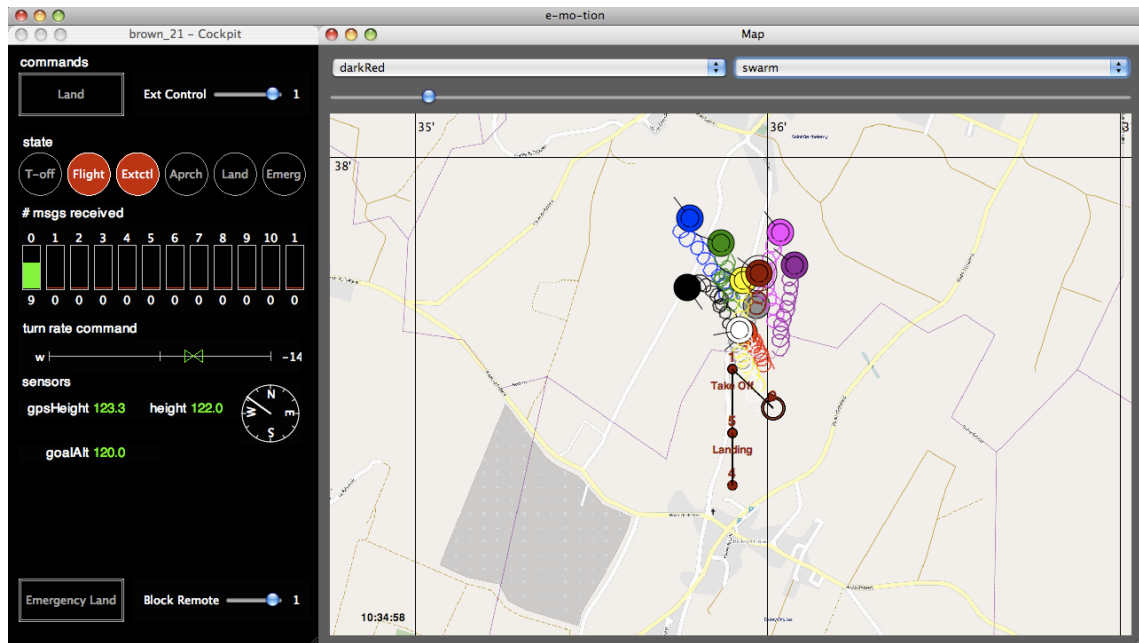 e-mo-tion
brown_21 – Cockpit
Map
commands
Land
Ext Control
1
darkRed
swarm
state
T-off
Flight
Extctl
Aprch
Land
Emerg
# msgs received
0 1 2 3 4 5 6 7 8 9 10 1
9 0 0 0 0 0 0 0 0 0 0 0
turn rate command
w
-14
sensors
gpsHeight 123.3
height 122.0
N
W
E
S
goalAlt 120.0
Emergency Land
Block Remote
1
35'
36'
3
38'
1
Take Off
5
Landing
4
P
P
10:34:58